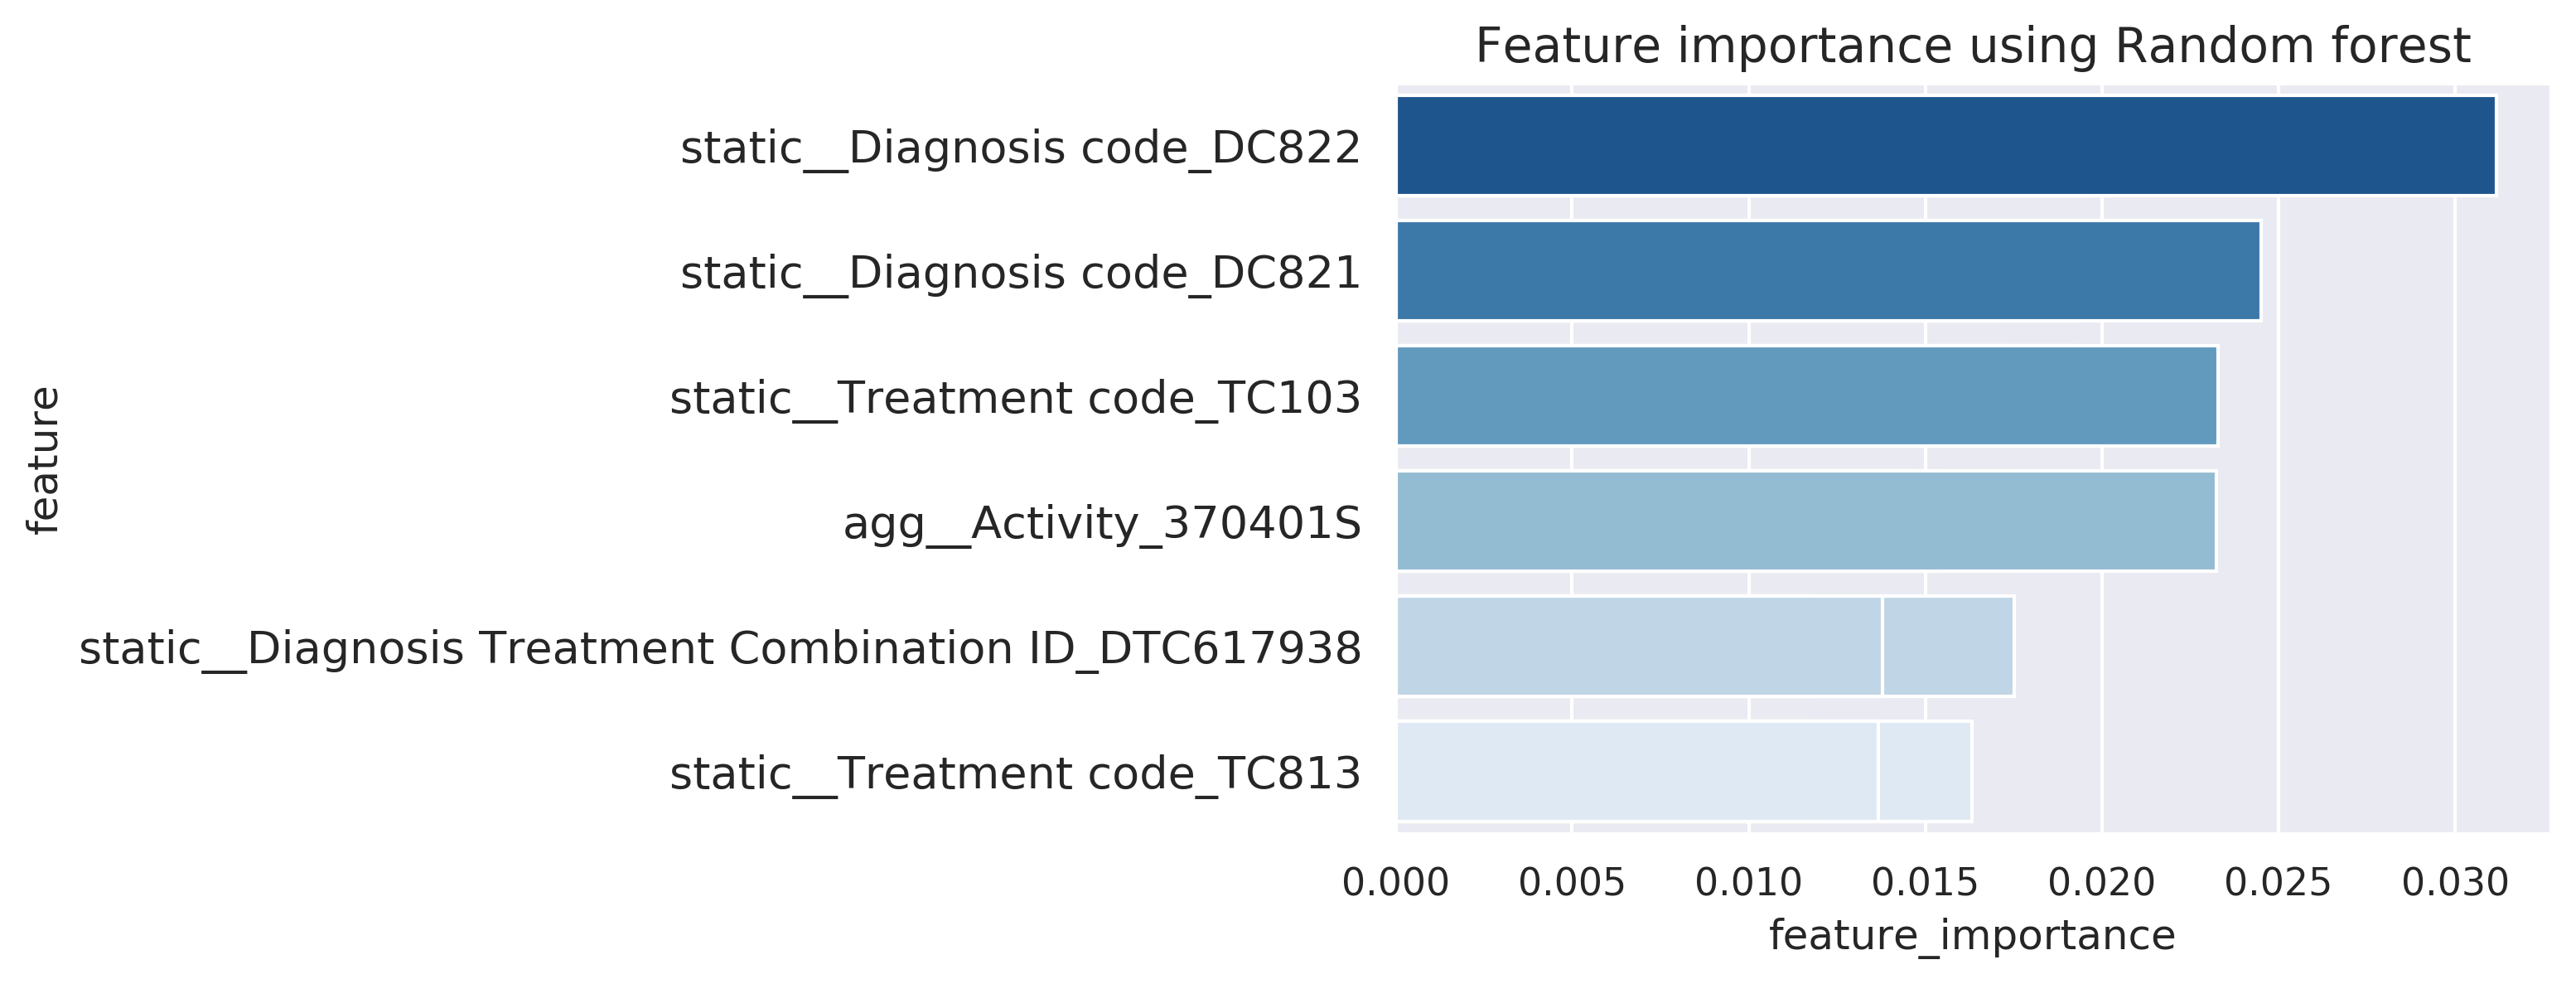 Feature importance using Random forest
static__Diagnosis code_DC822
static__Diagnosis code_DC821
static__Treatment code_TC103
agg__Activity_370401S
static__Diagnosis Treatment Combination ID_DTC617938
static__Treatment code_TC813
feature
0.000 0.005 0.010 0.015 0.020 0.025 0.030
feature_importance